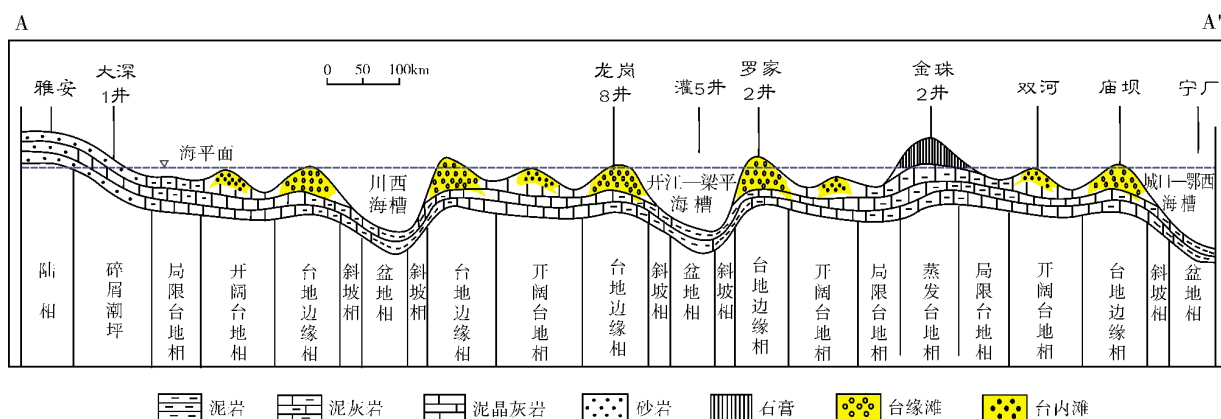 A A'
雅安
大深
1井
0 50 100km
龙岗
8井
灌5井
罗家
2井
金珠
2井
双河
庙坝
宁厂
海平面
川西
海槽
开江—梁平
海槽
城口—鄂西
海槽
陆相
碎屑潮坪
局限台地相
开阔台地相
台地边缘相
斜坡相
盆地相
斜坡相
台地边缘相
开阔台地相
台地边缘相
斜坡相
盆地相
斜坡相
台地边缘相
开阔台地相
局限台地相
蒸发台地相
局限台地相
开阔台地相
台地边缘相
斜坡相
盆地相
泥岩 泥灰岩 泥晶灰岩 砂岩 石膏 台缘滩 台内滩